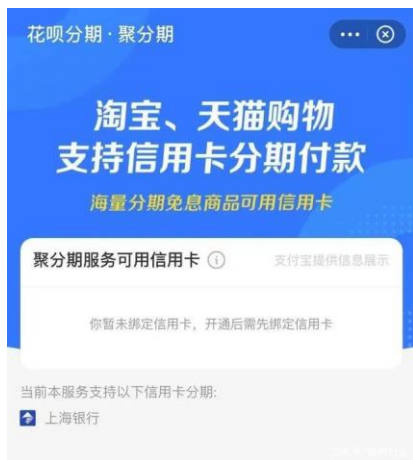 花呗分期·聚分期
淘宝、天猫购物
支持信用卡分期付款
海量分期免息商品可用信用卡
聚分期服务可用信用卡
支付宝提供信息展示
你暂未绑定信用卡，开通后需先绑定信用卡
当前本服务支持以下信用卡分期:
上海银行